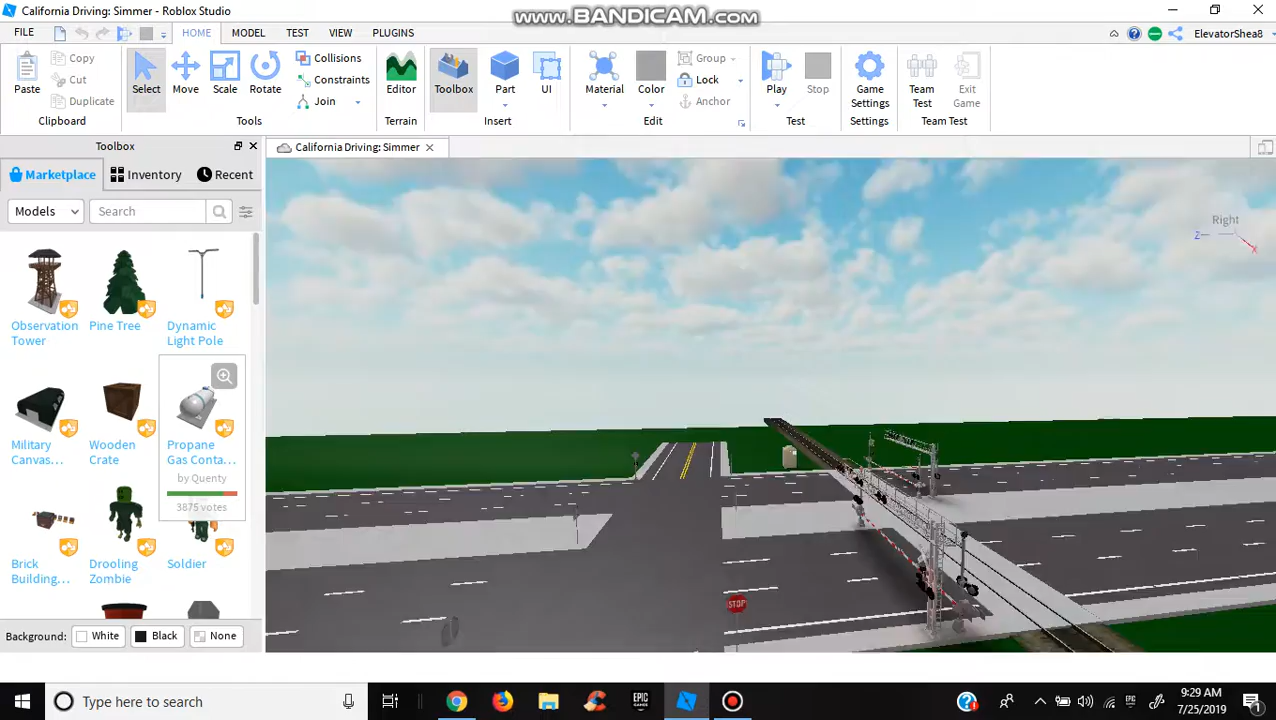 California Driving: Simmer - Roblox Studio
www.BANDICAM.com
FILE HOME MODEL TEST VIEW PLUGINS
ElevatorShea8
Paste Copy Cut Duplicate
Select Move Scale Rotate
Collisions Constraints Join
Editor Toolbox Part UI
Material Color Group Lock Anchor
Play Stop Game Settings Team Test Exit Game
Clipboard Tools Terrain Insert Edit Test Settings Team Test
Toolbox
California Driving: Simmer
Marketplace Inventory Recent
Models Search
Right
Z X
Observation Tower
Pine Tree
Dynamic Light Pole
Military Canvas...
Wooden Crate
Propane Gas Conta...
by Quenty
3875 votes
Brick Building...
Drooling Zombie
Soldier
STOP
Background: White Black None
Type here to search
EPIC GAMES
9:29 AM
7/25/2019
1